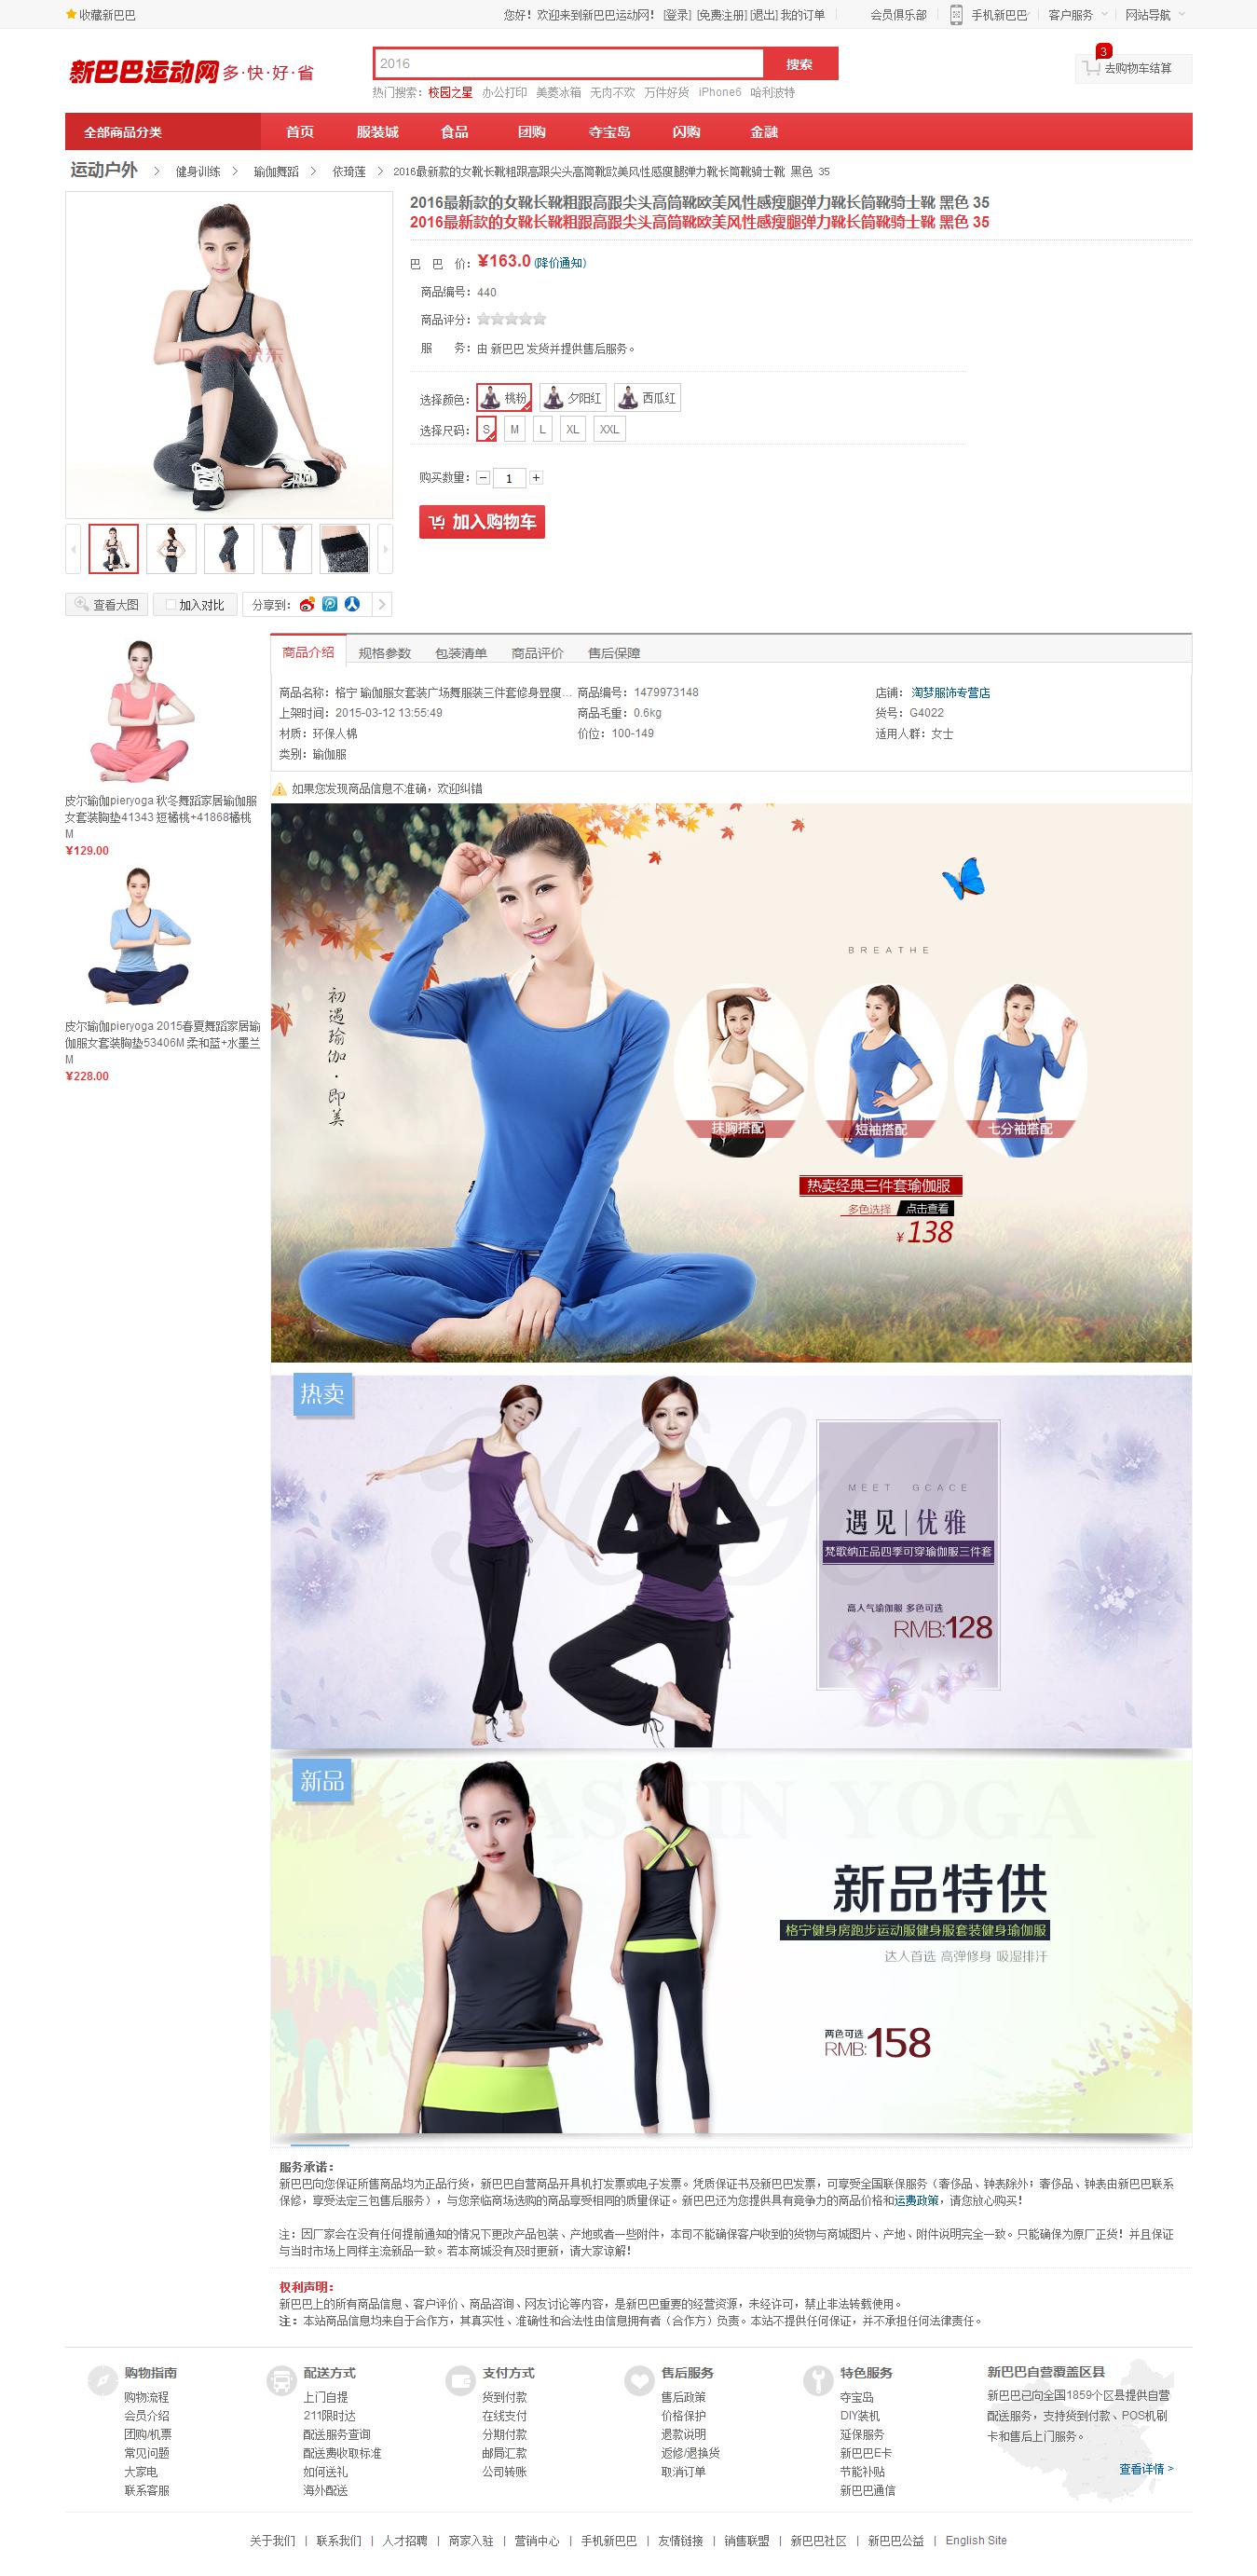 收藏新巴巴
您好！欢迎来到新巴巴运动网！ [登录] [免费注册] [退出] 我的订单
会员俱乐部
手机新巴巴
客户服务
网站导航
新巴巴运动网 多·快·好·省
2016
搜索
3
去购物车结算
热门搜索： 校园之星 办公打印 美菱冰箱 无肉不欢 万件好货 iPhone6 哈利波特
全部商品分类 首页 服装城 食品 团购 夺宝岛 闪购 金融
运动户外 > 健身训练 > 瑜伽舞蹈 > 依琦莲 > 2016最新款的女靴长靴粗跟高跟尖头高筒靴欧美风性感瘦腿弹力靴长筒靴骑士靴 黑色 35
2016最新款的女靴长靴粗跟高跟尖头高筒靴欧美风性感瘦腿弹力靴长筒靴骑士靴 黑色 35
2016最新款的女靴长靴粗跟高跟尖头高筒靴欧美风性感瘦腿弹力靴长筒靴骑士靴 黑色 35
巴 巴 价： ¥163.0 (降价通知)
商品编号： 440
商品评分：
服 务： 由 新巴巴 发货并提供售后服务。
选择颜色： 桃粉 夕阳红 西瓜红
选择尺码： S M L XL XXL
购买数量： − 1 +
加入购物车
查看大图 加入对比 分享到：
商品介绍 规格参数 包装清单 商品评价 售后保障
商品名称：格宁 瑜伽服女套装广场舞服装三件套修身显瘦... 商品编号：1479973148 店铺： 淘梦服饰专营店
上架时间：2015-03-12 13:55:49 商品毛重：0.6kg 货号：G4022
材质：环保人棉 价位：100-149 适用人群：女士
类别：瑜伽服
如果您发现商品信息不准确，欢迎纠错
皮尔瑜伽pieryoga 秋冬舞蹈家居瑜伽服
女套装胸垫41343 短橘桃+41868橘桃
M
¥129.00
皮尔瑜伽pieryoga 2015春夏舞蹈家居瑜
伽服女套装胸垫53406M 柔和蓝+水墨兰
M
¥228.00
初遇瑜伽·即美
BREATHE
抹胸搭配
短袖搭配
七分袖搭配
热卖经典三件套瑜伽服
多色选择 点击查看
¥138
热卖
YOGA
MEET GCACE
遇见|优雅
梵歌纳正品四季可穿瑜伽服三件套
高人气瑜伽服 多色可选
RMB:128
新品
YOGA
新品特供
格宁健身房跑步运动服健身服套装健身瑜伽服
达人首选 高弹修身 吸湿排汗
两色可选
RMB:158
服务承诺：
新巴巴向您保证所售商品均为正品行货，新巴巴自营商品开具机打发票或电子发票。凭质保证书及新巴巴发票，可享受全国联保服务（奢侈品、钟表除外；奢侈品、钟表由新巴巴联系
保修，享受法定三包售后服务），与您亲临商场选购的商品享受相同的质量保证。新巴巴还为您提供具有竞争力的商品价格和运费政策，请您放心购买！
注：因厂家会在没有任何提前通知的情况下更改产品包装、产地或者一些附件，本司不能确保客户收到的货物与商城图片、产地、附件说明完全一致。只能确保为原厂正货！并且保证
与当时市场上同样主流新品一致。若本商城没有及时更新，请大家谅解！
权利声明：
新巴巴上的所有商品信息、客户评价、商品咨询、网友讨论等内容，是新巴巴重要的经营资源，未经许可，禁止非法转载使用。
注：本站商品信息均来自于合作方，其真实性、准确性和合法性由信息拥有者（合作方）负责。本站不提供任何保证，并不承担任何法律责任。
购物指南
购物流程
会员介绍
团购/机票
常见问题
大家电
联系客服
配送方式
上门自提
211限时达
配送服务查询
配送费收取标准
如何送礼
海外配送
支付方式
货到付款
在线支付
分期付款
邮局汇款
公司转账
售后服务
售后政策
价格保护
退款说明
返修/退换货
取消订单
特色服务
夺宝岛
DIY装机
延保服务
新巴巴E卡
节能补贴
新巴巴通信
新巴巴自营覆盖区县
新巴巴已向全国1859个区县提供自营
配送服务，支持货到付款、POS机刷
卡和售后上门服务。
查看详情 >
关于我们 | 联系我们 | 人才招聘 | 商家入驻 | 营销中心 | 手机新巴巴 | 友情链接 | 销售联盟 | 新巴巴社区 | 新巴巴公益 | English Site